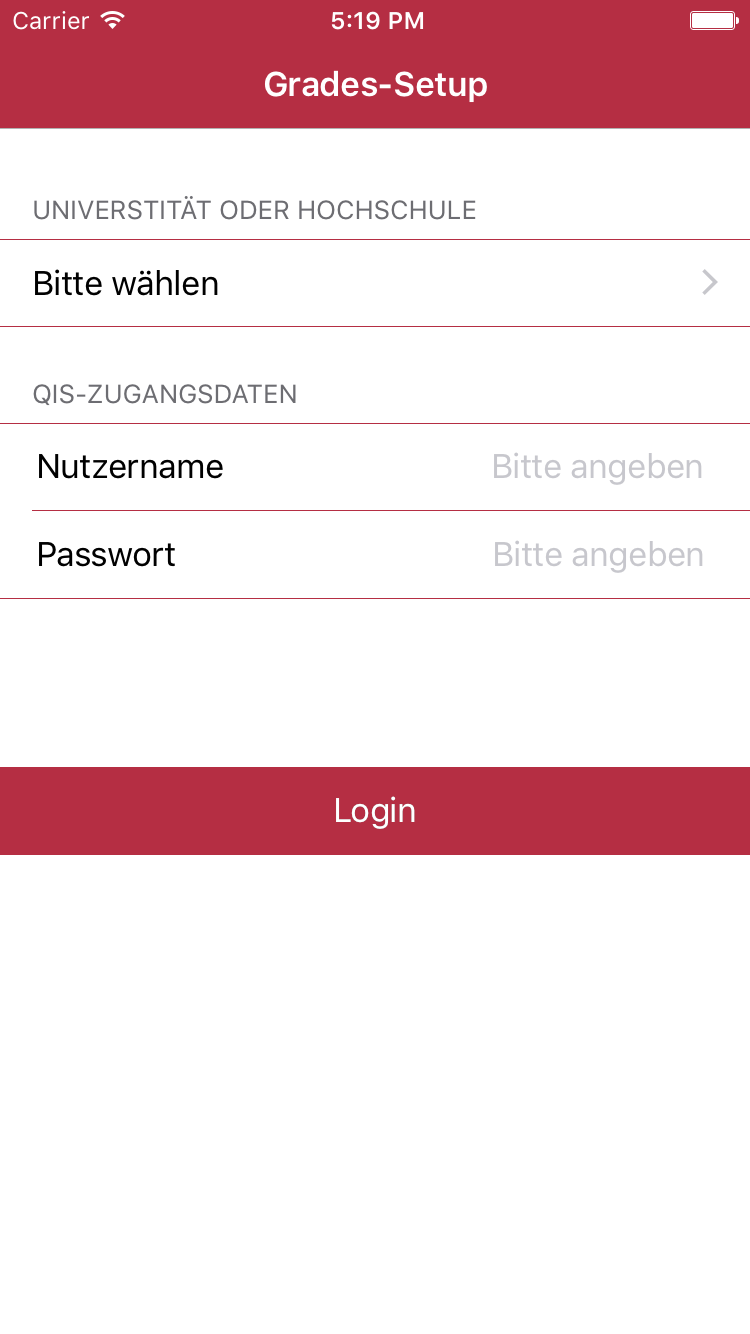 Carrier 5:19 PM
Grades-Setup
UNIVERSTITÄT ODER HOCHSCHULE
Bitte wählen
QIS-ZUGANGSDATEN
Nutzername Bitte angeben
Passwort Bitte angeben
Login